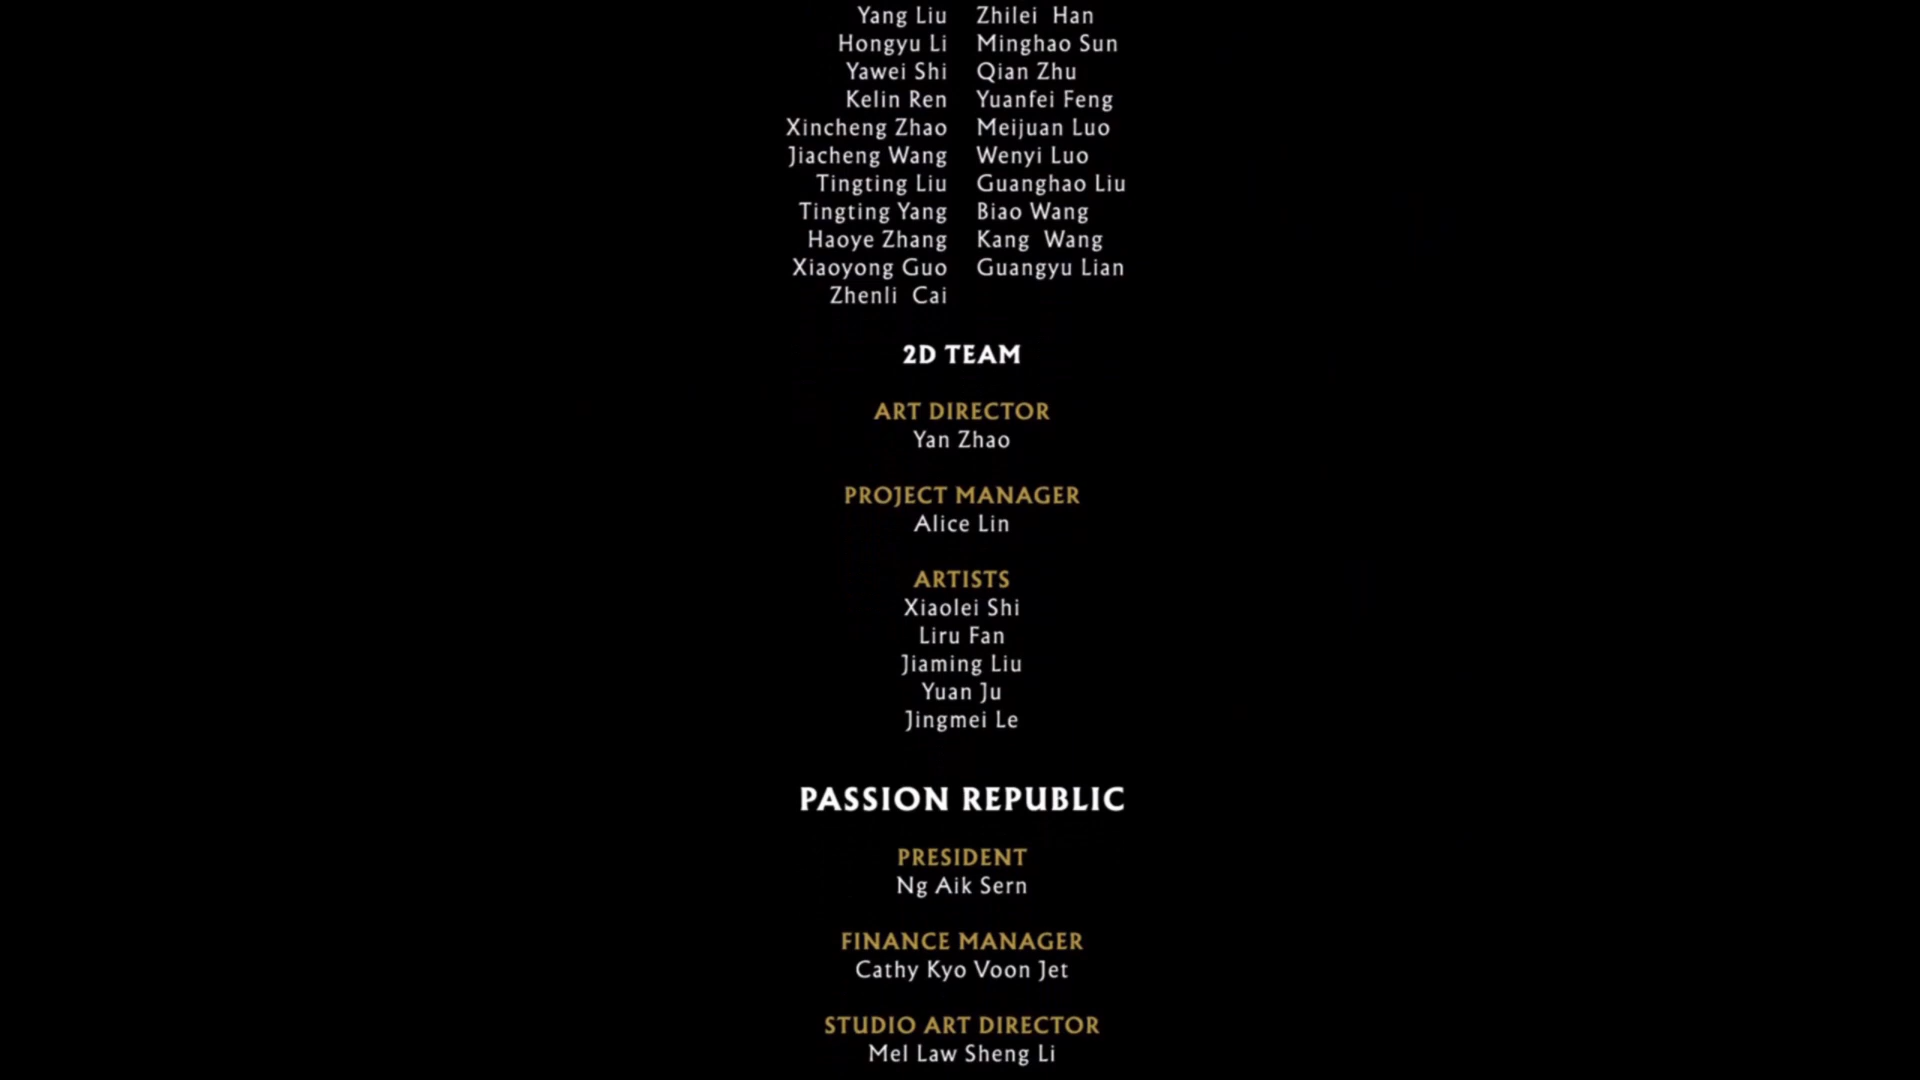 Yang Liu Zhilei  Han
Hongyu Li Minghao Sun
Yawei Shi Qian Zhu
Kelin Ren Yuanfei Feng
Xincheng Zhao Meijuan Luo
Jiacheng Wang Wenyi Luo
Tingting Liu Guanghao Liu
Tingting Yang Biao Wang
Haoye Zhang Kang  Wang
Xiaoyong Guo Guangyu Lian
Zhenli  Cai
2D TEAM
ART DIRECTOR
Yan Zhao
PROJECT MANAGER
Alice Lin
ARTISTS
Xiaolei Shi
Liru Fan
Jiaming Liu
Yuan Ju
Jingmei Le
PASSION REPUBLIC
PRESIDENT
Ng Aik Sern
FINANCE MANAGER
Cathy Kyo Voon Jet
STUDIO ART DIRECTOR
Mel Law Sheng Li